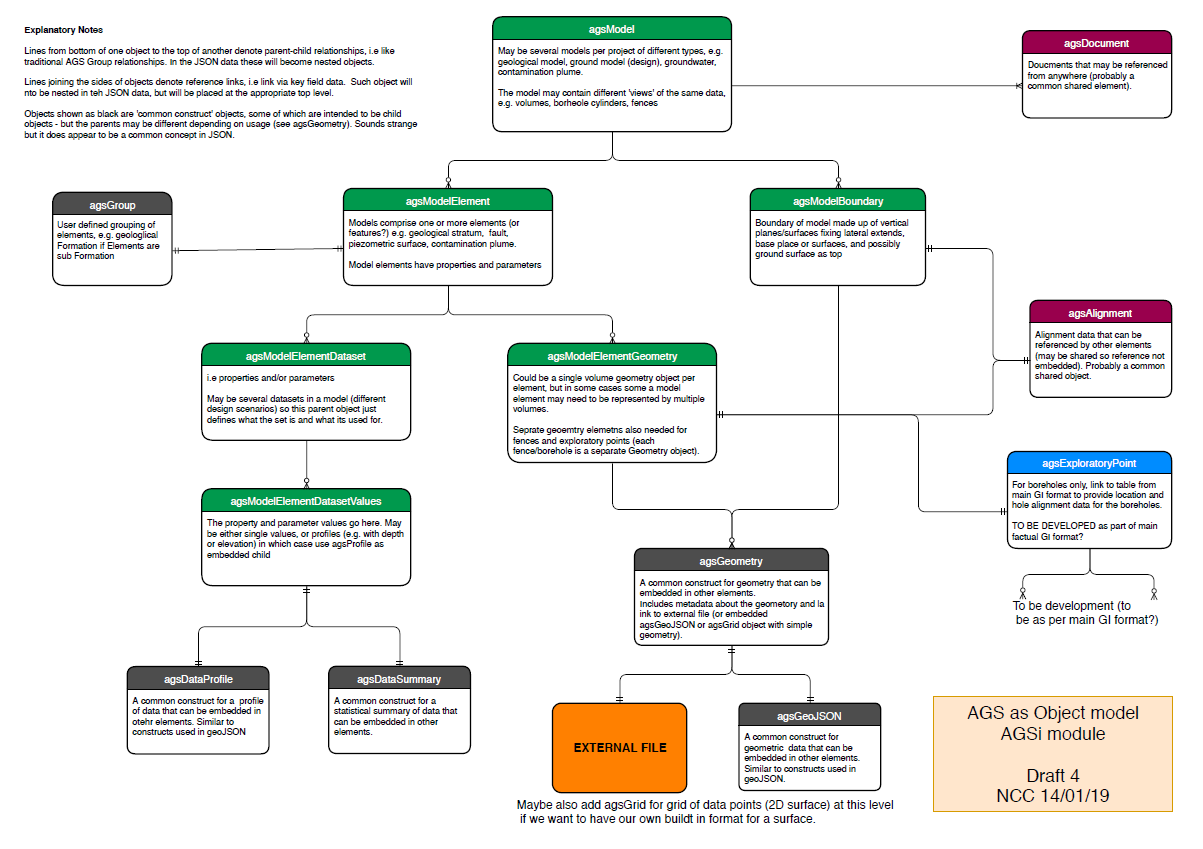 Explanatory Notes
Lines from bottom of one object to the top of another denote parent-child relationships, i.e like
traditional AGS Group relationships. In the JSON data these will become nested objects.
Lines joining the sides of objects denote reference links, i.e link via key field data.  Such object will
nto be nested in teh JSON data, but will be placed at the appropriate top level.
Objects shown as black are 'common construct' objects, some of which are intended to be child
objects - but the parents may be different depending on usage (see agsGeometry). Sounds strange
but it does appear to be a common concept in JSON.
agsModel
May be several models per project of different types, e.g.
geological model, ground model (design), groundwater,
contamination plume.
The model may contain different 'views' of the same data,
e.g. volumes, borheole cylinders, fences
agsDocument
Doucments that may be referenced
from anywhere (probably a
common shared element).
agsGroup
User defined grouping of
elements, e.g. geologlical
Formation if Elements are
sub Formation
agsModelElement
Models comprise one or more elements (or
features?) e.g. geological stratum,  fault,
piezometric surface, contamination plume.
Model elements have properties and parameters
agsModelBoundary
Boundary of model made up of vertical
planes/surfaces fixing lateral extends,
base place or surfaces, and possibly
ground surface as top
agsAlignment
Alignment data that can be
referenced by other elements
(may be shared so reference not
embedded). Probably a common
shared object.
agsModelElementDataset
i.e properties and/or parameters
May be several datasets in a model (different
design scenarios) so this parent object just
defines what the set is and what its used for.
agsModelElementGeometry
Could be a single volume geometry object per
element, but in some cases some a model
element may need to be represented by multiple
volumes.
Seprate geoemtry elemetns also needed for
fences and exploratory points (each
fence/borehole is a separate Geometry object).
agsExploratoryPoint
For boreholes only, link to table from
main GI format to provide location and
hole alignment data for the boreholes.
TO BE DEVELOPED as part of main
factual GI format?
To be development (to
be as per main GI format?)
agsModelElementDatasetValues
The property and parameter values go here. May
be either single values, or profiles (e.g. with depth
or elevation) in which case use agsProfile as
embedded child
agsGeometry
A common construct for geometry that can be
embedded in other elements.
Includes metadata about the geometory and la
ink to external file (or embedded
agsGeoJSON or agsGrid object with simple
geometry).
agsDataProfile
A common construct for a  profile
of data that can be embedded in
otehr elements. Similar to
constructs used in geoJSON
agsDataSummary
A common construct for a
statistical summary of data that
can be embedded in other
elements.
EXTERNAL FILE
agsGeoJSON
A common construct for
geometric  data that can be
embedded in other elements.
Similar to constructs used in
geoJSON.
Maybe also add agsGrid for grid of data points (2D surface) at this level
if we want to have our own buildt in format for a surface.
AGS as Object model
AGSi module
Draft 4
NCC 14/01/19